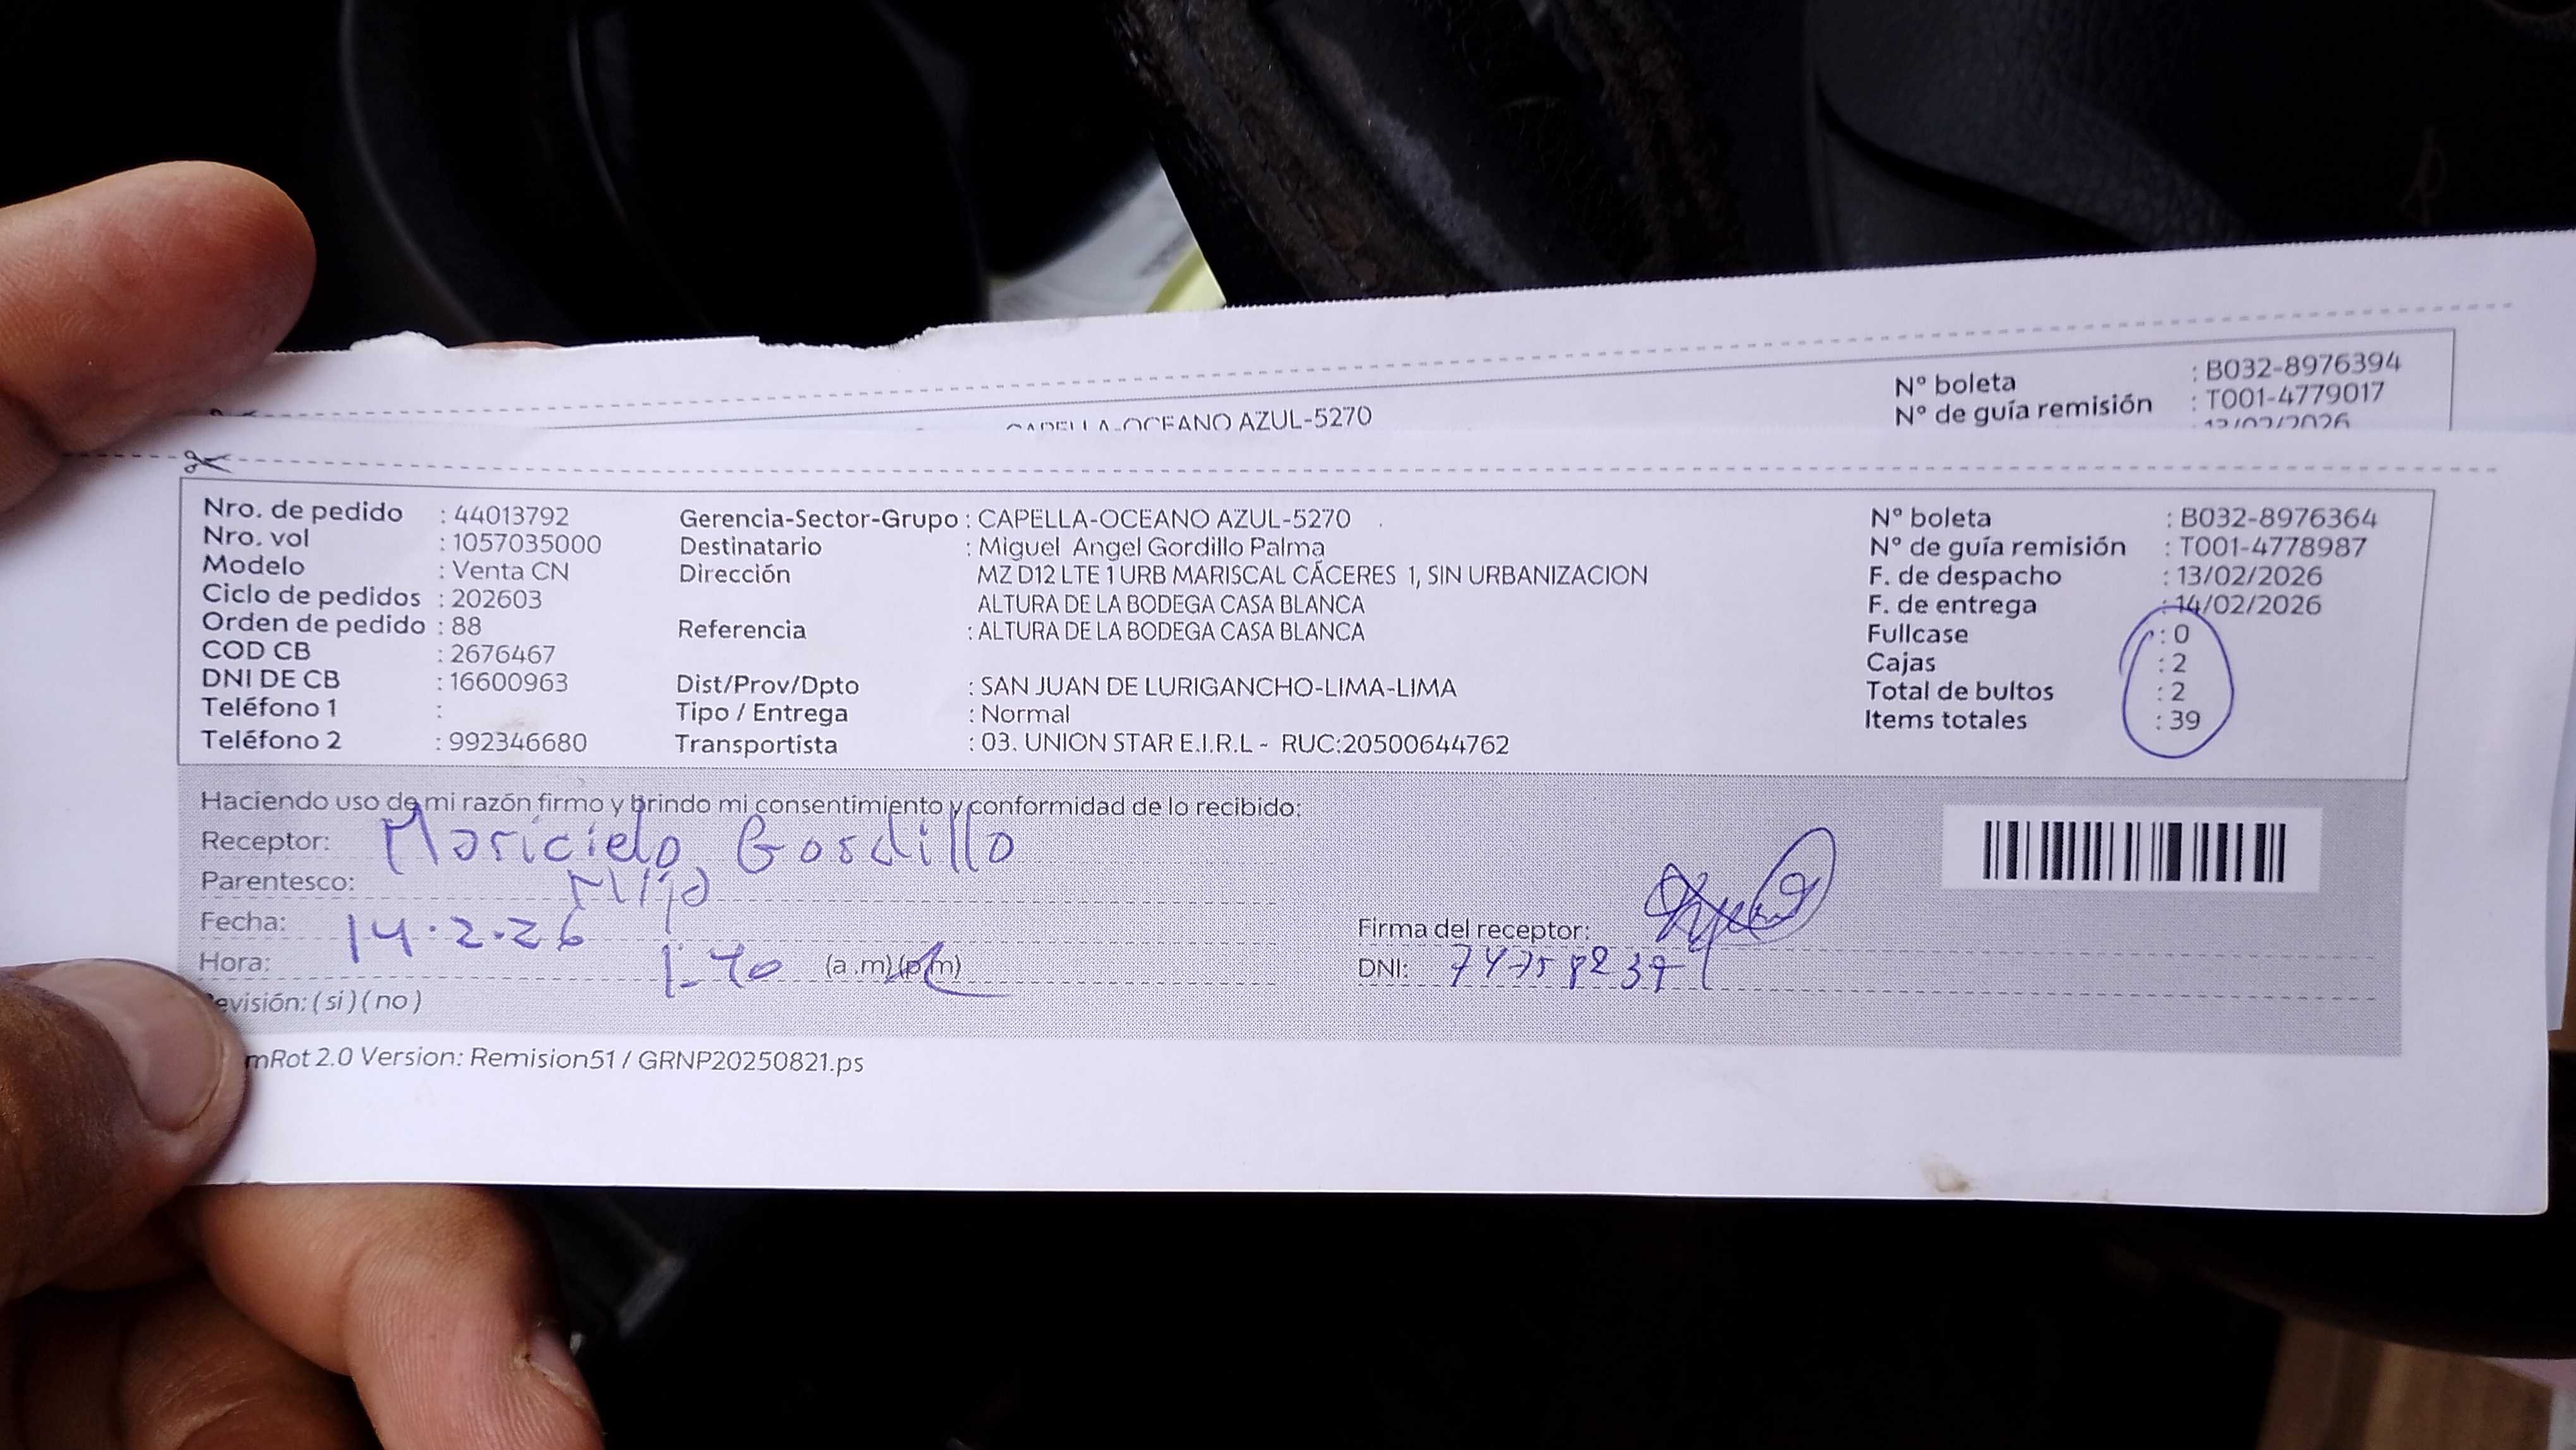 Nº boleta : B032-8976394
Nº de guía remisión : T001-4779017
CAPELLA-OCEANO AZUL-5270
13/02/2026
Nro. de pedido : 44013792
Nro. vol : 1057035000
Modelo : Venta CN
Ciclo de pedidos : 202603
Orden de pedido : 88
COD CB : 2676467
DNI DE CB : 16600963
Teléfono 1 :
Teléfono 2 : 992346680
Gerencia-Sector-Grupo : CAPELLA-OCEANO AZUL-5270
Destinatario : Miguel Angel Gordillo Palma
Dirección MZ D12 LTE 1 URB MARISCAL CÁCERES 1, SIN URBANIZACION
ALTURA DE LA BODEGA CASA BLANCA
Referencia : ALTURA DE LA BODEGA CASA BLANCA
Dist/Prov/Dpto : SAN JUAN DE LURIGANCHO-LIMA-LIMA
Tipo / Entrega : Normal
Transportista : 03. UNION STAR E.I.R.L - RUC:20500644762
Nº boleta : B032-8976364
Nº de guía remisión : T001-4778987
F. de despacho : 13/02/2026
F. de entrega : 14/02/2026
Fullcase : 0
Cajas : 2
Total de bultos : 2
Items totales : 39
Haciendo uso de mi razón firmo y brindo mi consentimiento y conformidad de lo recibido:
Receptor: Maricielo Gordillo
Parentesco: Hija
Fecha: 14.2.26
Hora: 1:40 (a.m)(p.m)
Revisión: ( si ) ( no )
Firma del receptor:
DNI:
mRot 2.0 Version: Remision51 / GRNP20250821.ps